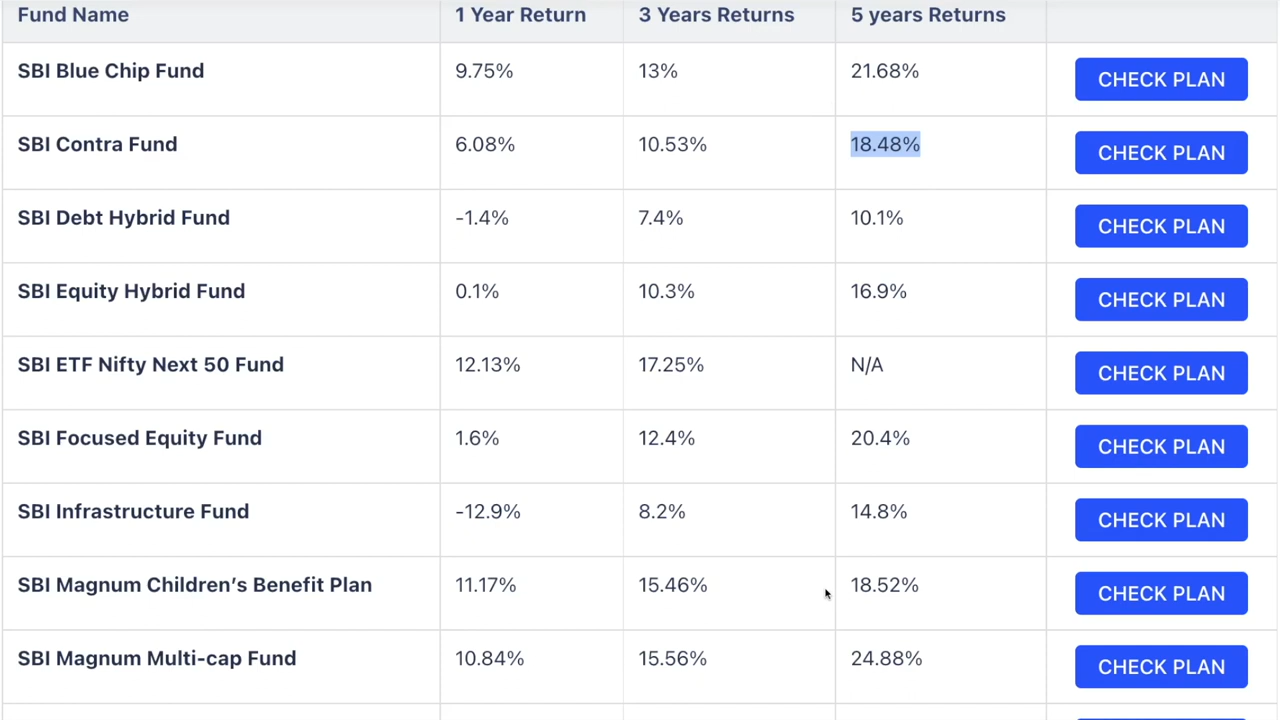 Fund Name 1 Year Return 3 Years Returns 5 years Returns
SBI Blue Chip Fund 9.75% 13% 21.68% CHECK PLAN
SBI Contra Fund 6.08% 10.53% 18.48% CHECK PLAN
SBI Debt Hybrid Fund -1.4% 7.4% 10.1% CHECK PLAN
SBI Equity Hybrid Fund 0.1% 10.3% 16.9% CHECK PLAN
SBI ETF Nifty Next 50 Fund 12.13% 17.25% N/A CHECK PLAN
SBI Focused Equity Fund 1.6% 12.4% 20.4% CHECK PLAN
SBI Infrastructure Fund -12.9% 8.2% 14.8% CHECK PLAN
SBI Magnum Children’s Benefit Plan 11.17% 15.46% 18.52% CHECK PLAN
SBI Magnum Multi-cap Fund 10.84% 15.56% 24.88% CHECK PLAN